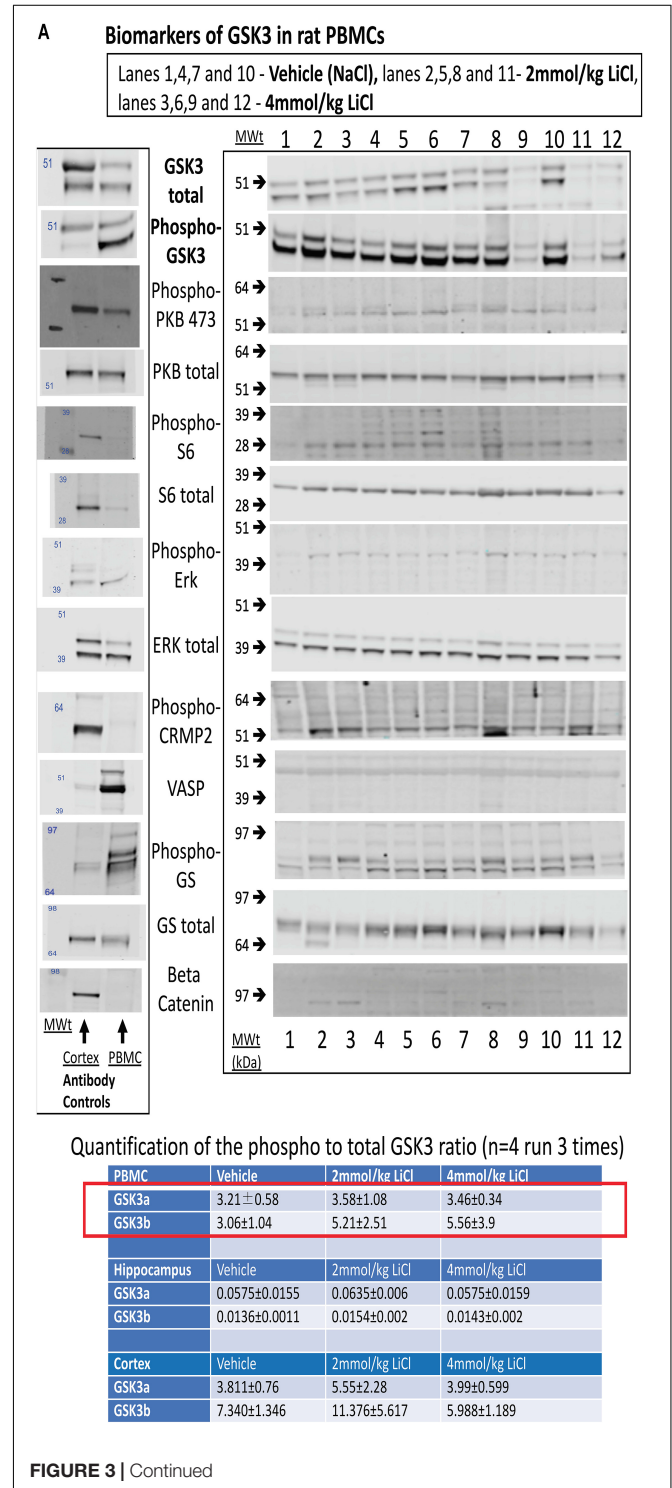 A
Biomarkers of GSK3 in rat PBMCs
Lanes 1,4,7 and 10 - Vehicle (NaCl), lanes 2,5,8 and 11- 2mmol/kg LiCl,
lanes 3,6,9 and 12 - 4mmol/kg LiCl
MWt 1 2 3 4 5 6 7 8 9 10 11 12
51
GSK3
total
51
51
Phospho-
GSK3
51
Phospho-
PKB 473
64
51
51
PKB total
64
51
39
28
Phospho-
S6
39
28
39
28
S6 total
39
28
51
39
Phospho-
Erk
51
39
51
39
ERK total
51
39
64
Phospho-
CRMP2
64
51
51
39
VASP
51
39
97
64
Phospho-
GS
97
98
64
GS total
97
64
98
Beta
Catenin
97
MWt
Cortex PBMC
Antibody
Controls
MWt
(kDa)
1 2 3 4 5 6 7 8 9 10 11 12
Quantification of the phospho to total GSK3 ratio (n=4 run 3 times)
PBMC Vehicle 2mmol/kg LiCl 4mmol/kg LiCl
GSK3a 3.21±0.58 3.58±1.08 3.46±0.34
GSK3b 3.06±1.04 5.21±2.51 5.56±3.9
Hippocampus Vehicle 2mmol/kg LiCl 4mmol/kg LiCl
GSK3a 0.0575±0.0155 0.0635±0.006 0.0575±0.0159
GSK3b 0.0136±0.0011 0.0154±0.002 0.0143±0.002
Cortex Vehicle 2mmol/kg LiCl 4mmol/kg LiCl
GSK3a 3.811±0.76 5.55±2.28 3.99±0.599
GSK3b 7.340±1.346 11.376±5.617 5.988±1.189
FIGURE 3 | Continued